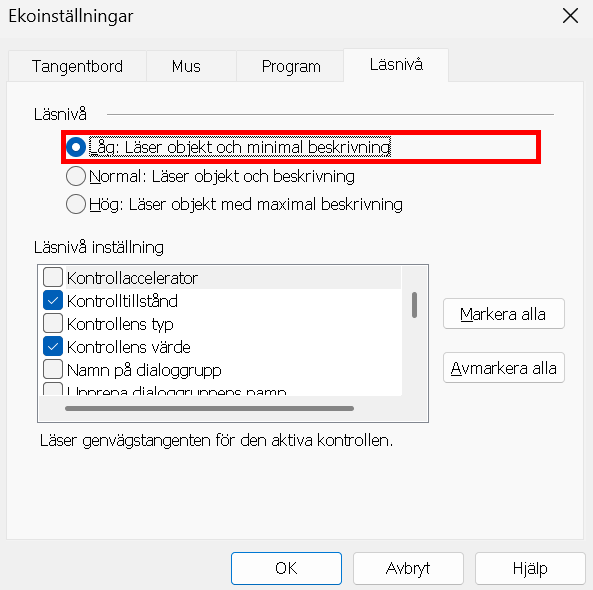 Ekoinställningar
Tangentbord Mus Program Läsnivå
Läsnivå
Låg: Läser objekt och minimal beskrivning
Normal: Läser objekt och beskrivning
Hög: Läser objekt med maximal beskrivning
Läsnivå inställning
Kontrollaccelerator
Kontrolltillstånd
Kontrollens typ
Kontrollens värde
Namn på dialoggrupp
Upprepa dialoggruppens namn
Markera alla
Avmarkera alla
Läser genvägstangenten för den aktiva kontrollen.
OK Avbryt Hjälp